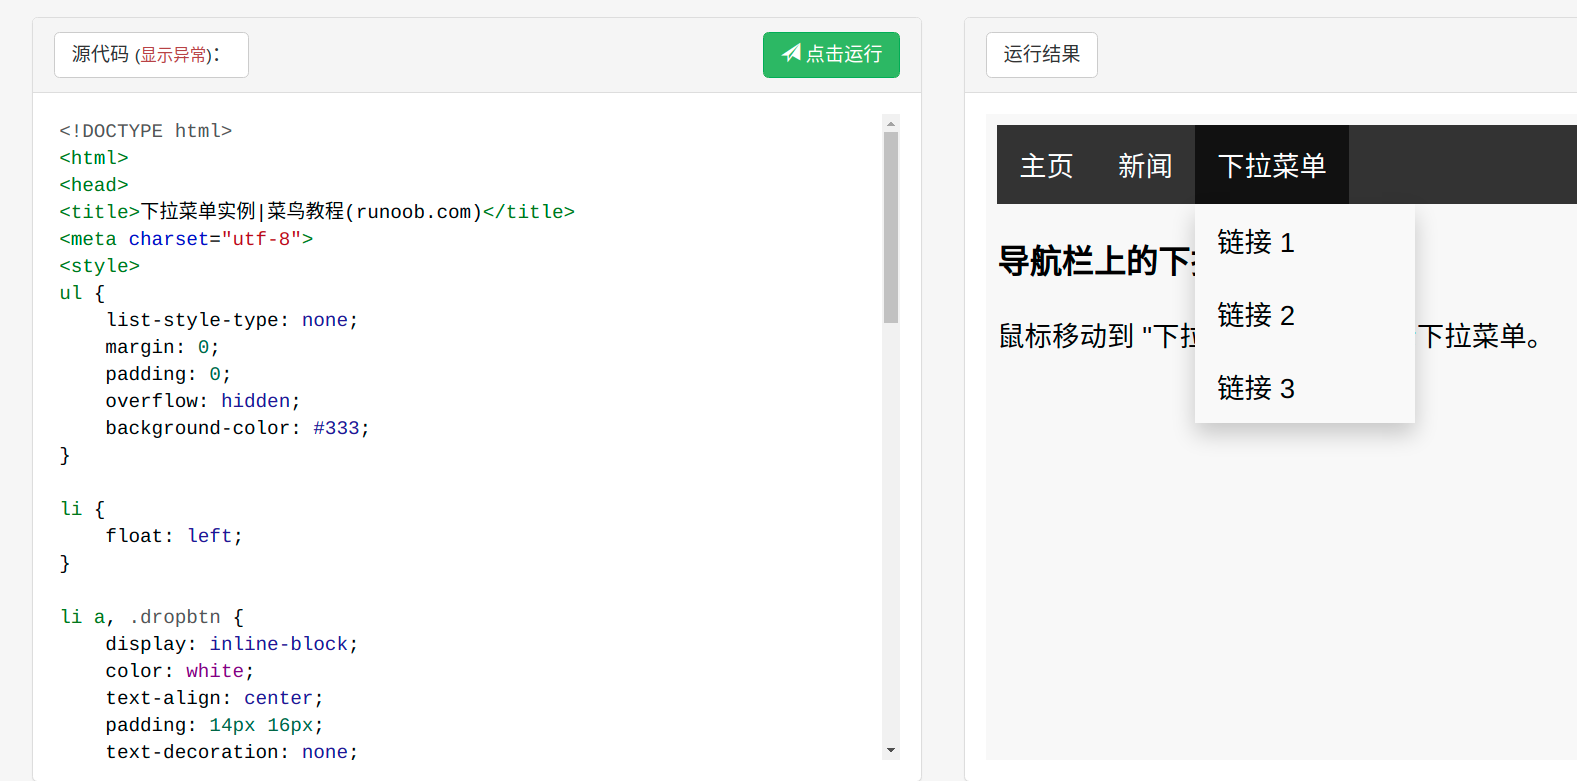 源代码 (显示异常)：
点击运行
<!DOCTYPE html>
<html>
<head>
<title>下拉菜单实例|菜鸟教程(runoob.com)</title>
<meta charset="utf-8">
<style>
ul {
    list-style-type: none;
    margin: 0;
    padding: 0;
    overflow: hidden;
    background-color: #333;
}

li {
    float: left;
}

li a, .dropbtn {
    display: inline-block;
    color: white;
    text-align: center;
    padding: 14px 16px;
    text-decoration: none;
运行结果
主页 新闻 下拉菜单
链接 1
导航栏上的下
链接 2
鼠标移动到 "下 下拉菜单。
链接 3